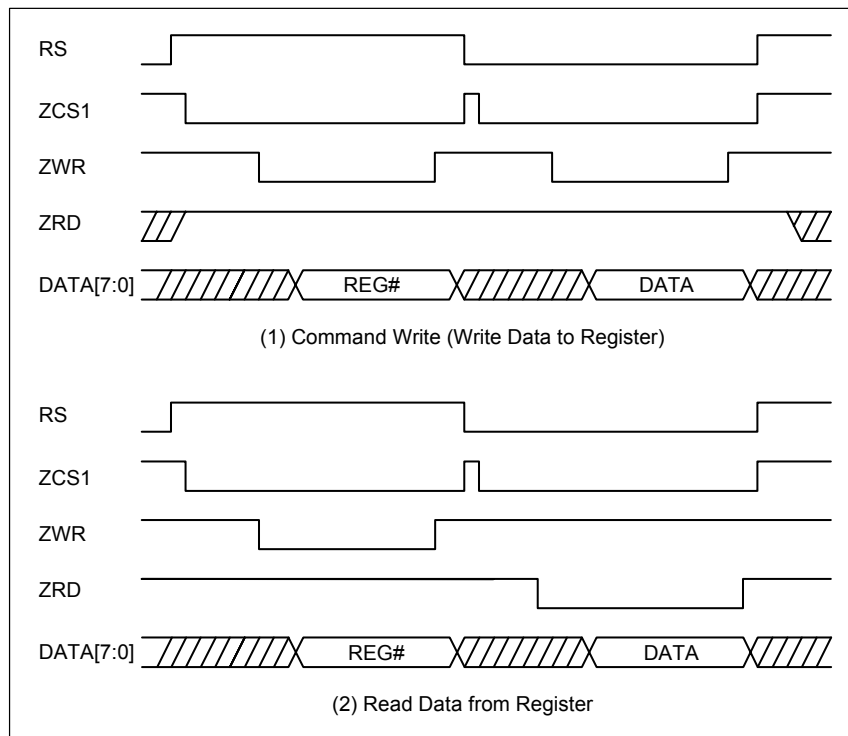 RS
ZCS1
ZWR
ZRD
DATA[7:0] REG# DATA
(1) Command Write (Write Data to Register)
RS
ZCS1
ZWR
ZRD
DATA[7:0] REG# DATA
(2) Read Data from Register